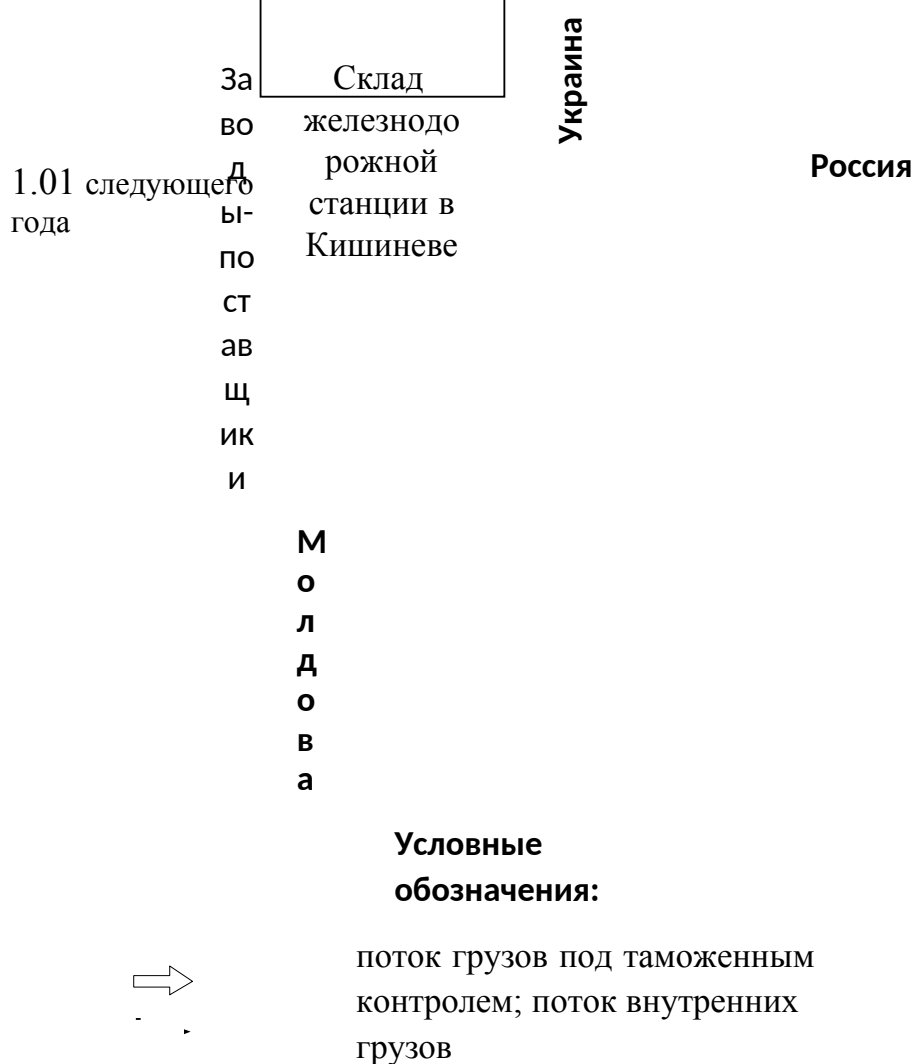 Украина
За
во
д
ы-
по
ст
ав
щ
ик
и
Склад
железнодо
рожной
станции в
Кишиневе
Россия
1.01 следующего
года
М
о
л
д
о
в
а
Условные
обозначения:
поток грузов под таможенным
контролем; поток внутренних
грузов